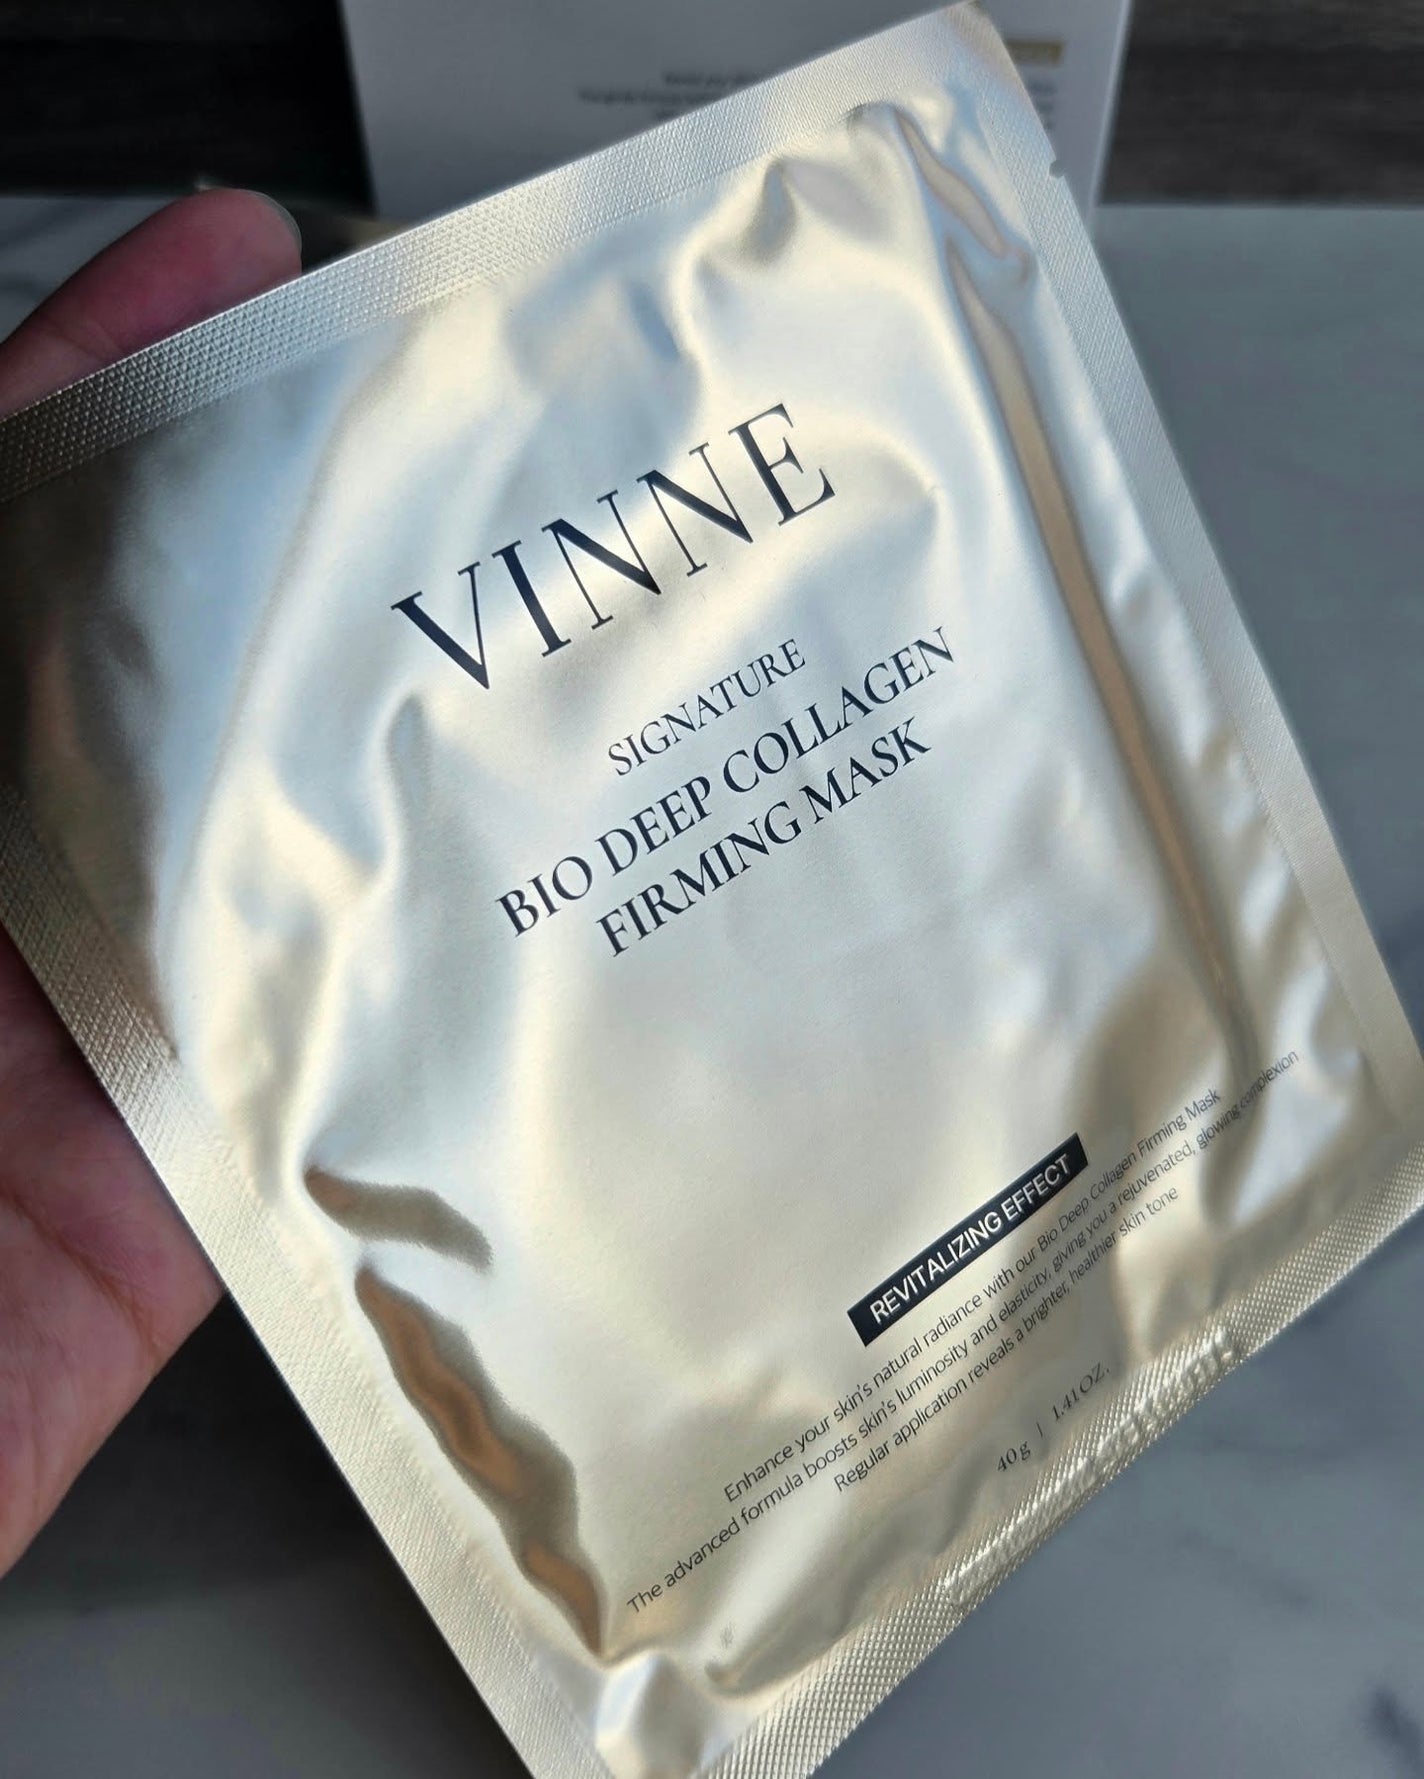 VINNE
SIGNATURE
BIO DEEP COLLAGEN
FIRMING MASK
REVITALIZING EFFECT
Enhance your skin's natural radiance with our Bio Deep Collagen Firming Mask
The advanced formula boosts skin's luminosity and elasticity, giving you a rejuvenated, glowing complexion
Regular application reveals a brighter, healthier skin tone
40 g | 1.41 OZ.